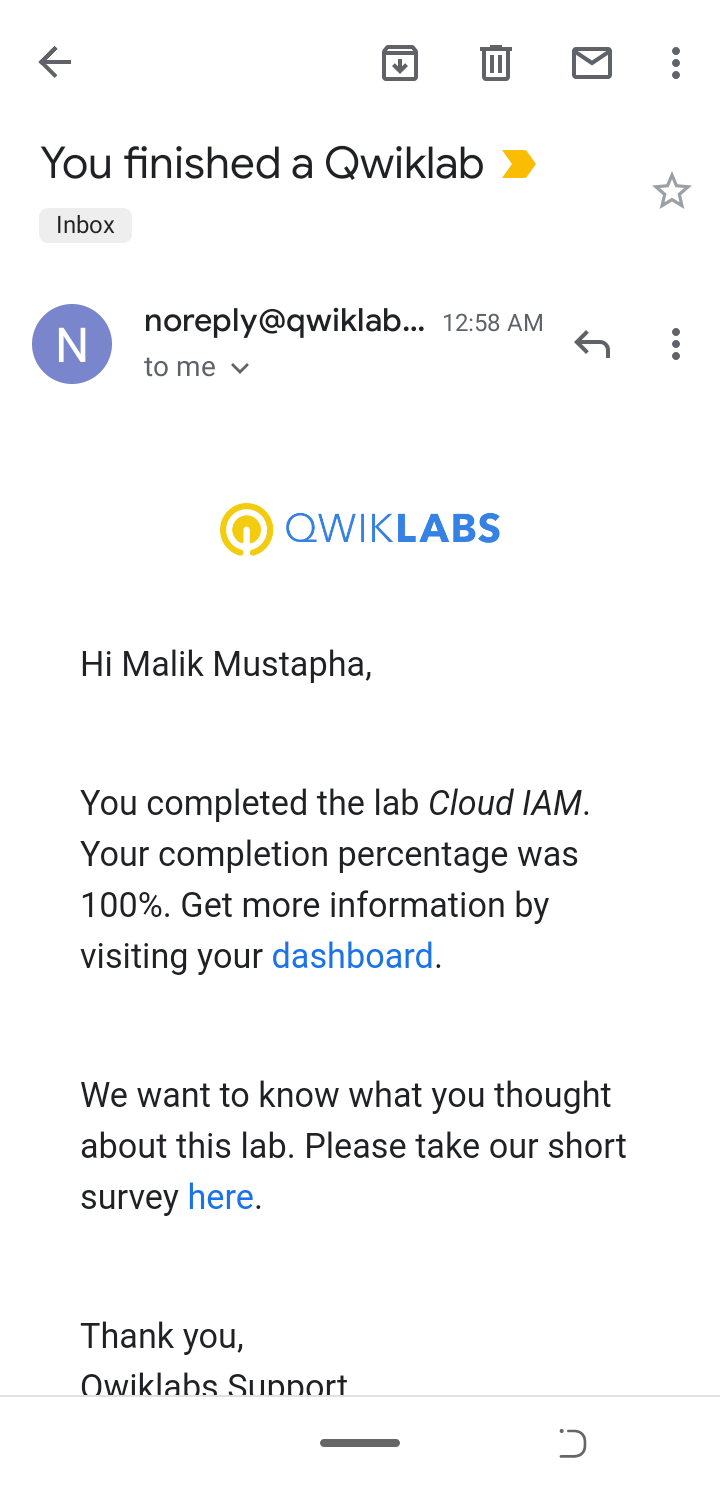 You finished a Qwiklab
Inbox
N
noreply@qwiklab... 12:58 AM
to me
QWIKLABS
Hi Malik Mustapha,
You completed the lab Cloud IAM.
Your completion percentage was
100%. Get more information by
visiting your dashboard.
We want to know what you thought
about this lab. Please take our short
survey here.
Thank you,
Qwiklabs Support